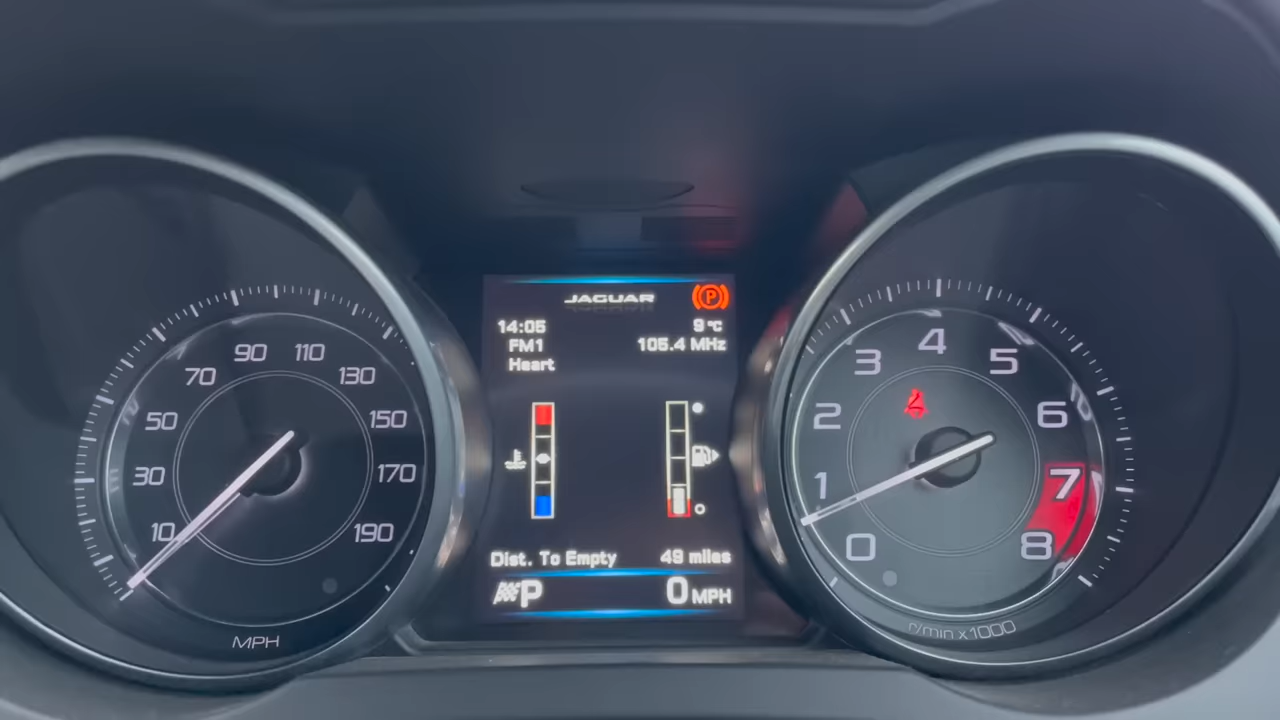 JAGUAR
14:05 9°C
FM1 105.4 MHz
Heart
Dist. To Empty 49 miles
P 0 MPH
10
30
50
70
90
110
130
150
170
190
MPH
0
1
2
3
4
5
6
7
8
r/min x1000
P